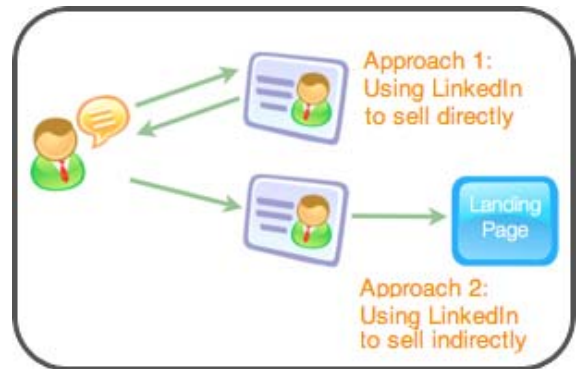 Approach 1:
Using LinkedIn
to sell directly
Landing
Page
Approach 2:
Using LinkedIn
to sell indirectly